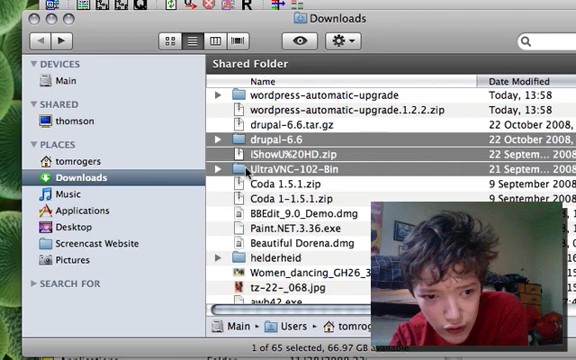 Downloads
Shared Folder
DEVICES
Main
SHARED
thomson
PLACES
tomrogers
Downloads
Music
Applications
Desktop
Screencast Website
Pictures
SEARCH FOR
Name
Date Modified
wordpress-automatic-upgrade
Today, 13:58
wordpress-automatic-upgrade.1.2.2.zip
Today, 13:58
drupal-6.6.tar.gz
22 October 2008,
drupal-6.6
22 October 2008,
iShowU%20HD.zip
22 Septem...
UltraVNC-102-Bin
21 Septem...
Coda 1.5.1.zip
9 September
Coda 1-1.5.1.zip
9 September
BBEdit_9.0_Demo.dmg
Paint.NET.3.36.exe
Beautiful Dorena.dmg
helderheid
Women_dancing_GH26_3
tz-22-_068.jpg
Main
Users
tomrog
1 of 65 selected, 66.97 GB available